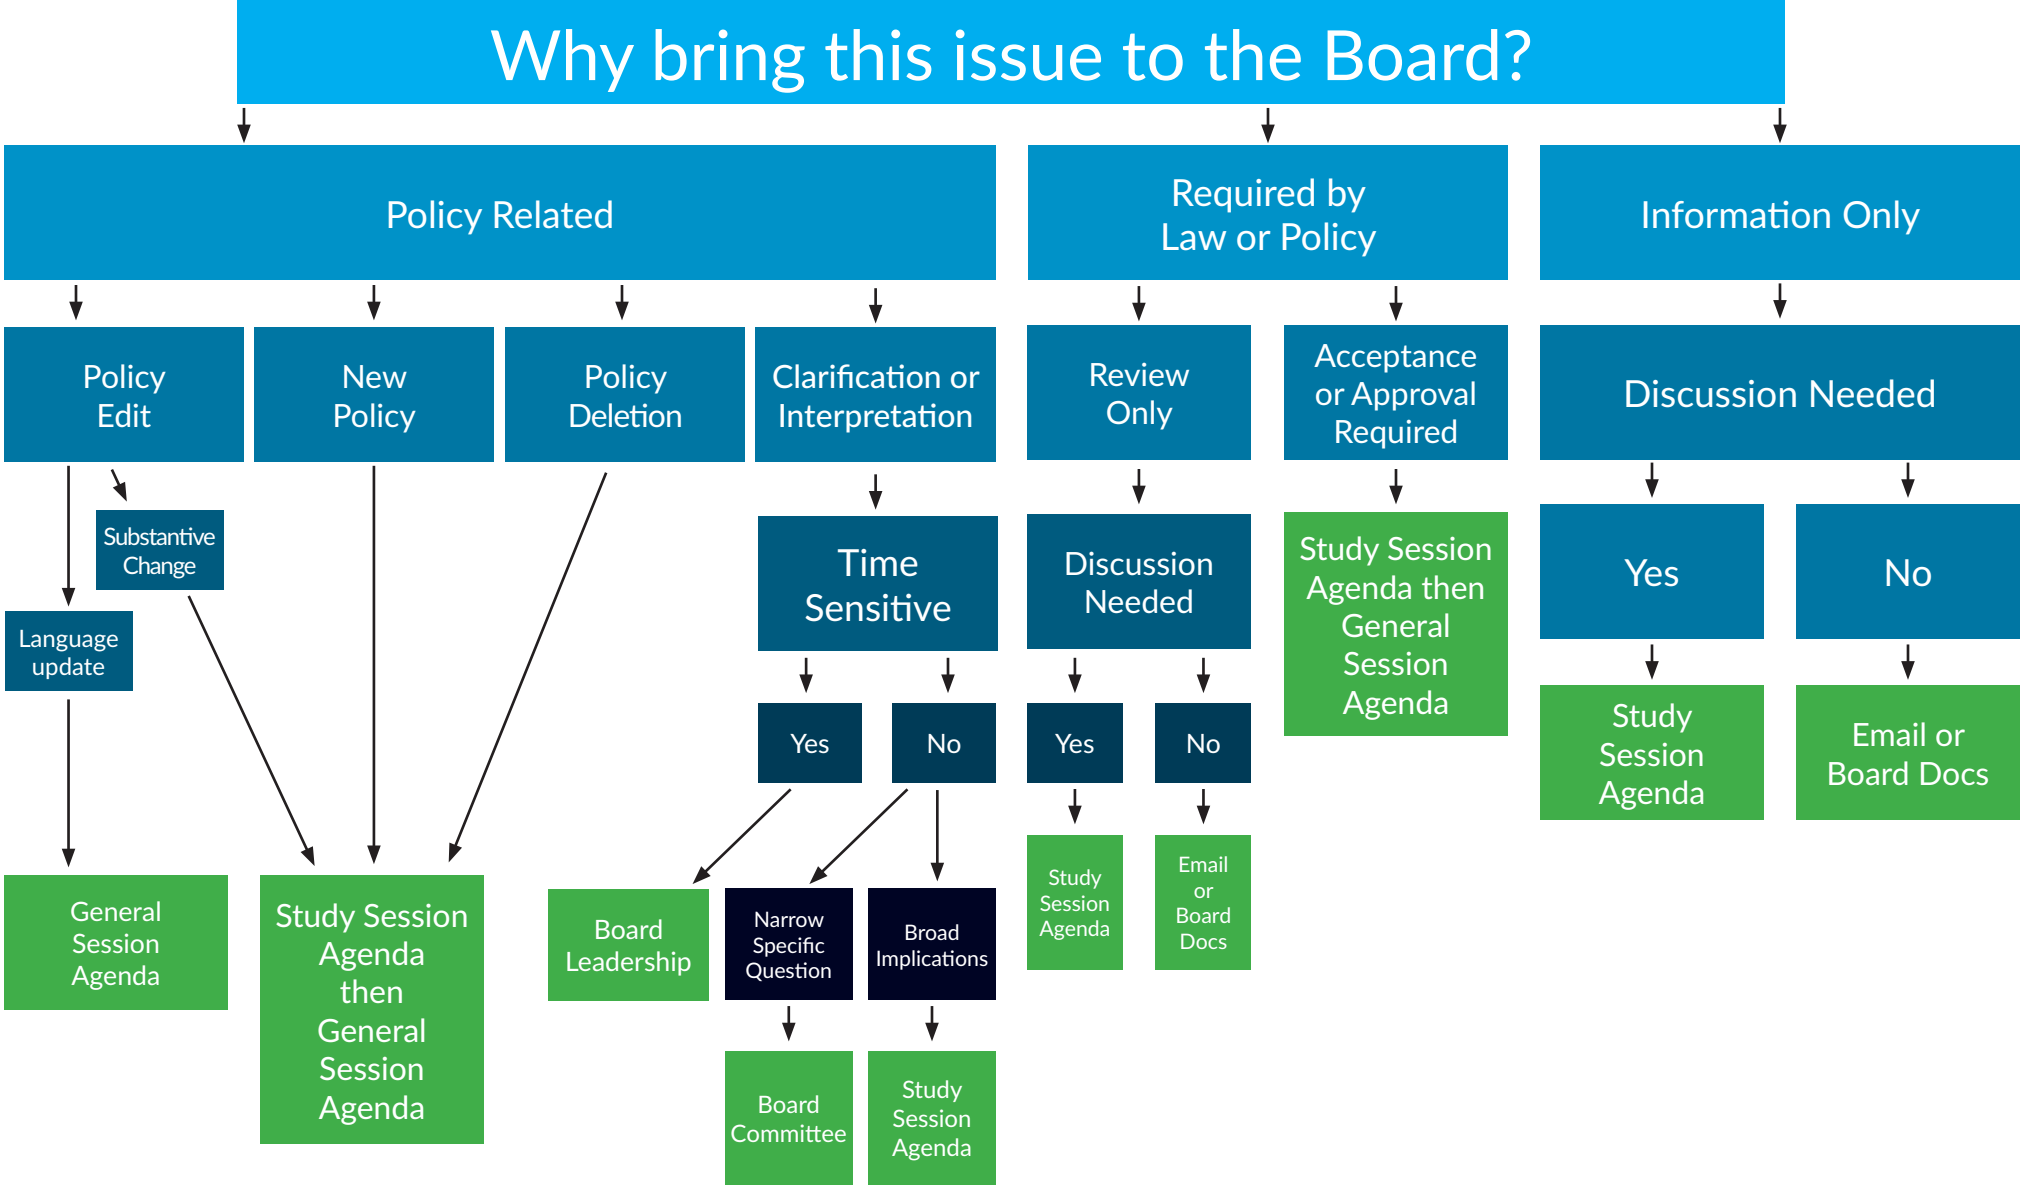 Why bring this issue to the Board?
Policy Related
Required by
Law or Policy
Information Only
Policy
Edit
New
Policy
Policy
Deletion
Clarification or
Interpretation
Review
Only
Acceptance
or Approval
Required
Discussion Needed
Substantive
Change
Language
update
Time
Sensitive
Discussion
Needed
Study Session
Agenda then
General
Session
Agenda
Yes
No
Yes
No
Yes
No
Study
Session
Agenda
Email or
Board Docs
General
Session
Agenda
Study Session
Agenda
then
General
Session
Agenda
Board
Leadership
Narrow
Specific
Question
Broad
Implications
Study
Session
Agenda
Email
or
Board
Docs
Board
Committee
Study
Session
Agenda